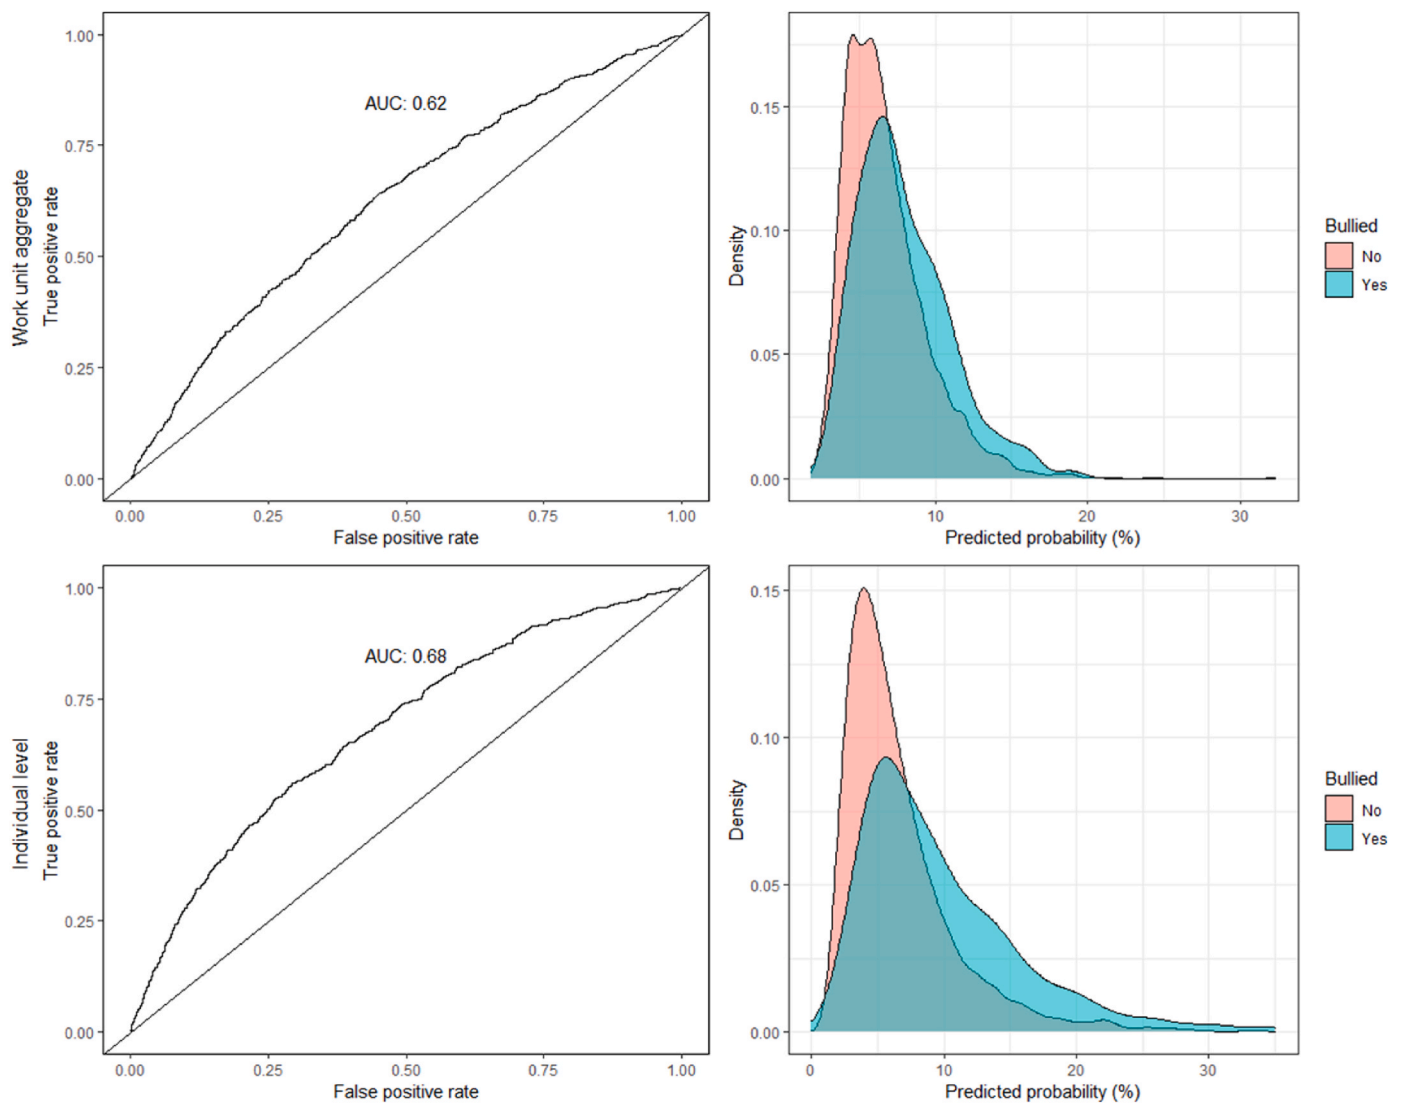 Work unit aggregate
True positive rate
1.00
0.75
0.50
0.25
0.00
AUC: 0.62
0.00 0.25 0.50 0.75 1.00
False positive rate
Density
0.15
0.10
0.05
0.00
10 20 30
Predicted probability (%)
Bullied
No
Yes
Individual level
True positive rate
1.00
0.75
0.50
0.25
0.00
AUC: 0.68
0.00 0.25 0.50 0.75 1.00
False positive rate
Density
0.15
0.10
0.05
0.00
0 10 20 30
Predicted probability (%)
Bullied
No
Yes